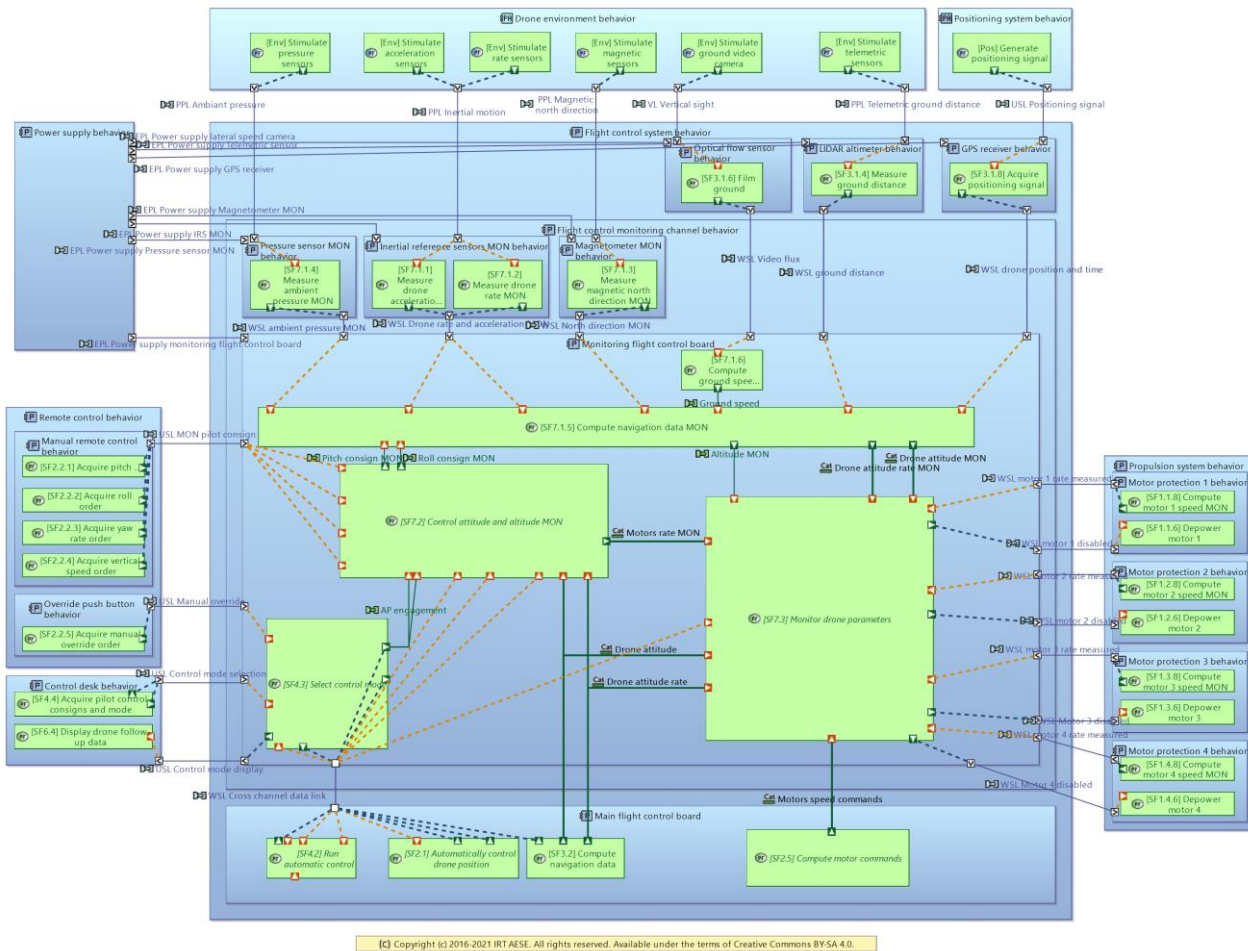 Drone environment behavior
Positioning system behavior
[Env] Stimulate
pressure
sensors
[Env] Stimulate
acceleration
sensors
[Env] Stimulate
rate sensors
[Env] Stimulate
magnetic sensors
[Env] Stimulate
ground video
camera
[Env] Stimulate
telemetric
sensors
[Pos] Generate
positioning signal
PPL Ambiant pressure
PPL Inertial motion
PPL Magnetic
north direction
VL Vertical sight
PPL Telemetric ground distance
USL Positioning signal
Power supply behavior
EPL Power supply lateral speed camera
EPL Power supply Telemetric sensor
EPL Power supply GPS receiver
EPL Power supply Magnetometer MON
EPL Power supply IRS MON
EPL Power supply Pressure sensor MON
EPL Power supply monitoring flight control board
Flight control system behavior
Optical flow sensor
behavior
[SF3.1.6] Film
ground
LIDAR altimeter behavior
[SF3.1.4] Measure
ground distance
GPS receiver behavior
[SF3.1.8] Acquire
positioning signal
Flight control monitoring channel behavior
Pressure sensor MON
behavior
[SF7.1.4]
Measure
ambient
pressure MON
Inertial reference sensors MON behavior
[SF7.1.1]
Measure
drone
acceleratio...
[SF7.1.2]
Measure drone
rate MON
Magnetometer MON
behavior
[SF7.1.3]
Measure
magnetic north
direction MON
WSL Video flux
WSL ground distance
WSL drone position and time
WSL ambient pressure MON
WSL Drone rate and acceleration
WSL North direction MON
Monitoring flight control board
[SF7.1.6]
Compute
ground spee...
Ground speed
[SF7.1.5] Compute navigation data MON
Pitch consign MON
Roll consign MON
Altitude MON
Drone attitude MON
Drone attitude rate MON
[SF7.2] Control attitude and altitude MON
Motors rate MON
[SF7.3] Monitor drone parameters
AP engagement
[SF4.3] Select control mode
Drone attitude
Drone attitude rate
Remote control behavior
Manual remote control
behavior
[SF2.2.1] Acquire pitch ...
[SF2.2.2] Acquire roll
order
[SF2.2.3] Acquire yaw
rate order
[SF2.2.4] Acquire vertical
speed order
Override push button
behavior
[SF2.2.5] Acquire manual
override order
USL MON pilot consign
USL Manual override
Control desk behavior
[SF4.4] Acquire pilot control
consigns and mode
[SF6.4] Display drone follow
up data
USL Control mode selection
USL Control mode display
WSL Cross channel data link
Propulsion system behavior
Motor protection 1 behavior
[SF1.1.8] Compute
motor 1 speed MON
[SF1.1.6] Depower
motor 1
Motor protection 2 behavior
[SF1.2.8] Compute
motor 2 speed MON
[SF1.2.6] Depower
motor 2
Motor protection 3 behavior
[SF1.3.8] Compute
motor 3 speed MON
[SF1.3.6] Depower
motor 3
Motor protection 4 behavior
[SF1.4.8] Compute
motor 4 speed MON
[SF1.4.6] Depower
motor 4
WSL motor 1 rate measured
WSL motor 1 disabled
WSL Motor 2 rate measured
WSL motor 2 disabled
WSL motor 3 rate measured
WSL Motor 3 disabled
WSL Motor 4 rate measured
WSL Motor 4 disabled
Motors speed commands
Main flight control board
[SF4.2] Run
automatic control
[SF2.1] Automatically control
drone position
[SF3.2] Compute
navigation data
[SF2.5] Compute motor commands
{c} Copyright (c) 2016-2021 IRT AESE. All rights reserved. Available under the terms of Creative Commons BY-SA 4.0.